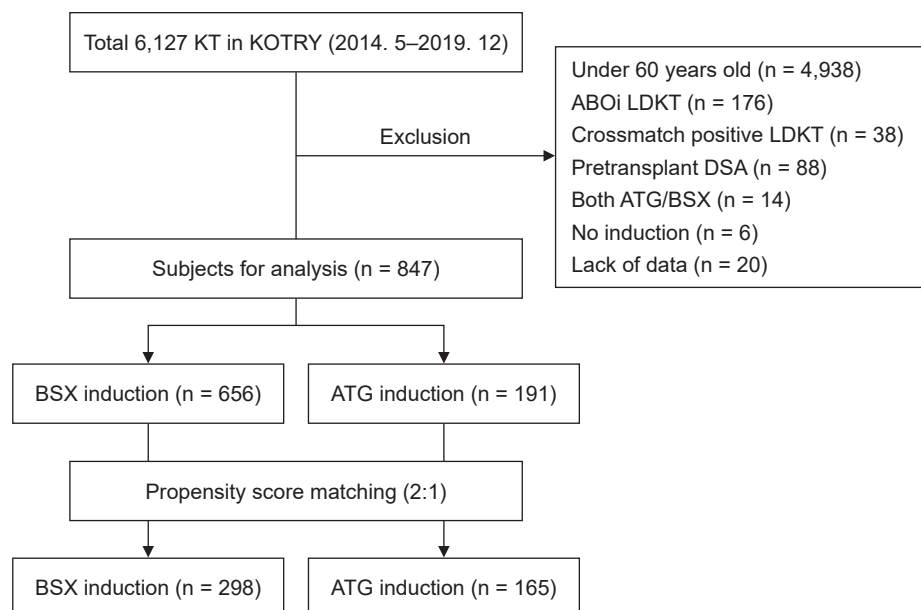 Total 6,127 KT in KOTRY (2014. 5–2019. 12)
Exclusion
Under 60 years old (n = 4,938)
ABOi LDKT (n = 176)
Crossmatch positive LDKT (n = 38)
Pretransplant DSA (n = 88)
Both ATG/BSX (n = 14)
No induction (n = 6)
Lack of data (n = 20)
Subjects for analysis (n = 847)
BSX induction (n = 656)
ATG induction (n = 191)
Propensity score matching (2:1)
BSX induction (n = 298)
ATG induction (n = 165)